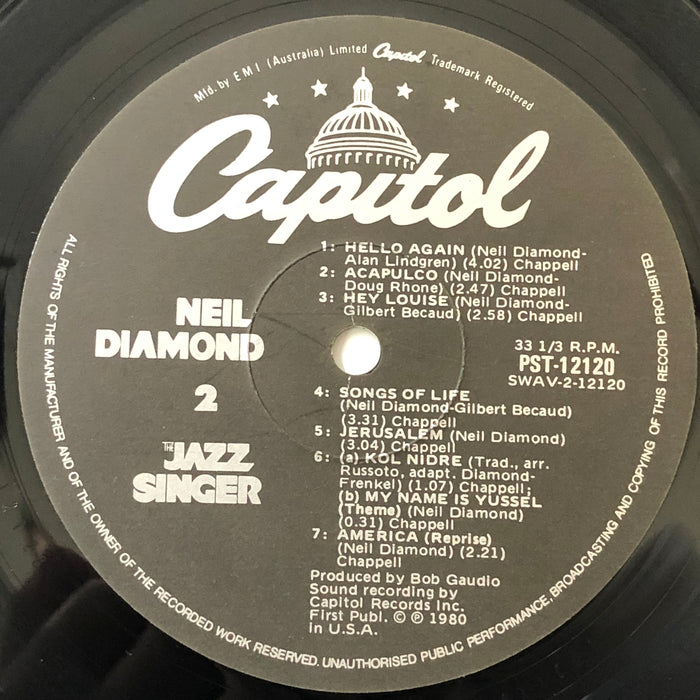 Mfd. by E M I (Australia) Limited Capitol Trademark Registered
Capitol
1: HELLO AGAIN (Neil Diamond-
Alan Lindgren) (4.02) Chappell
2: ACAPULCO (Neil Diamond-
Doug Rhone) (2.47) Chappell
3: HEY LOUISE (Neil Diamond-
Gilbert Becaud) (2.58) Chappell
NEIL
DIAMOND
2
THE JAZZ
SINGER
33 1/3 R.P.M.
PST-12120
SWAV-2-12120
4: SONGS OF LIFE
(Neil Diamond-Gilbert Becaud)
(3.31) Chappell
5: JERUSALEM (Neil Diamond)
(3.04) Chappell
6: (a) KOL NIDRE (Trad., arr.
Russoto, adapt. Diamond-
Frenkel) (1.07) Chappell;
(b) MY NAME IS YUSSEL
(Theme) (Neil Diamond)
(0.31) Chappell
7: AMERICA (Reprise)
(Neil Diamond) (2.21)
Chappell
Produced by Bob Gaudio
Sound recording by
Capitol Records Inc.
First Publ. © ℗ 1980
in U.S.A.
ALL RIGHTS OF THE MANUFACTURER AND OF THE OWNER OF THE RECORDED WORK RESERVED. UNAUTHORISED PUBLIC PERFORMANCE, BROADCASTING AND COPYING OF THIS RECORD PROHIBITED